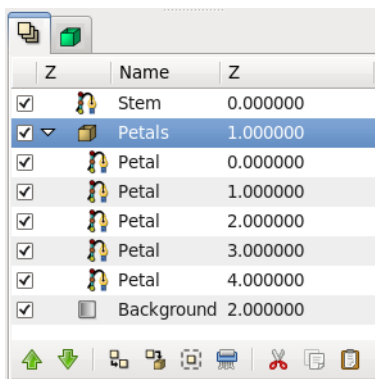 Z Name Z
Stem 0.000000
Petals 1.000000
Petal 0.000000
Petal 1.000000
Petal 2.000000
Petal 3.000000
Petal 4.000000
Background 2.000000